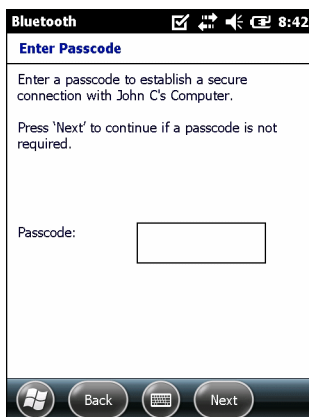 Bluetooth 8:42
Enter Passcode
Enter a passcode to establish a secure
connection with John C's Computer.
Press `Next' to continue if a passcode is not
required.
Passcode:
Back Next